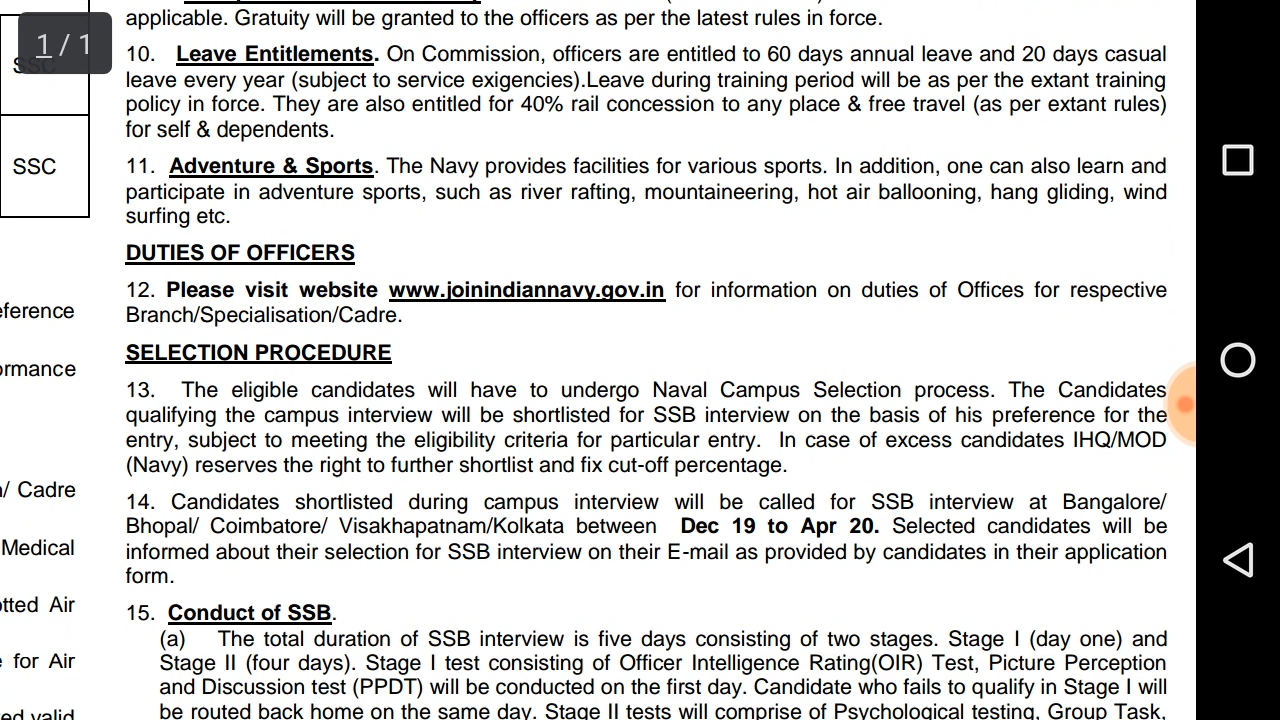 applicable. Gratuity will be granted to the officers as per the latest rules in force.
1/1
SSC
10. Leave Entitlements. On Commission, officers are entitled to 60 days annual leave and 20 days casual
leave every year (subject to service exigencies).Leave during training period will be as per the extant training
policy in force. They are also entitled for 40% rail concession to any place & free travel (as per extant rules)
for self & dependents.
SSC
11. Adventure & Sports. The Navy provides facilities for various sports. In addition, one can also learn and
participate in adventure sports, such as river rafting, mountaineering, hot air ballooning, hang gliding, wind
surfing etc.
DUTIES OF OFFICERS
12. Please visit website www.joinindiannavy.gov.in for information on duties of Offices for respective
Branch/Specialisation/Cadre.
eference
SELECTION PROCEDURE
ormance
13. The eligible candidates will have to undergo Naval Campus Selection process. The Candidates
qualifying the campus interview will be shortlisted for SSB interview on the basis of his preference for the
entry, subject to meeting the eligibility criteria for particular entry. In case of excess candidates IHQ/MOD
(Navy) reserves the right to further shortlist and fix cut-off percentage.
/ Cadre
14. Candidates shortlisted during campus interview will be called for SSB interview at Bangalore/
Bhopal/ Coimbatore/ Visakhapatnam/Kolkata between Dec 19 to Apr 20. Selected candidates will be
informed about their selection for SSB interview on their E-mail as provided by candidates in their application
form.
Medical
otted Air
15. Conduct of SSB.
(a) The total duration of SSB interview is five days consisting of two stages. Stage I (day one) and
Stage II (four days). Stage I test consisting of Officer Intelligence Rating(OIR) Test, Picture Perception
and Discussion test (PPDT) will be conducted on the first day. Candidate who fails to qualify in Stage I will
be routed back home on the same day. Stage II tests will comprise of Psychological testing, Group Task,
e for Air
ed valid